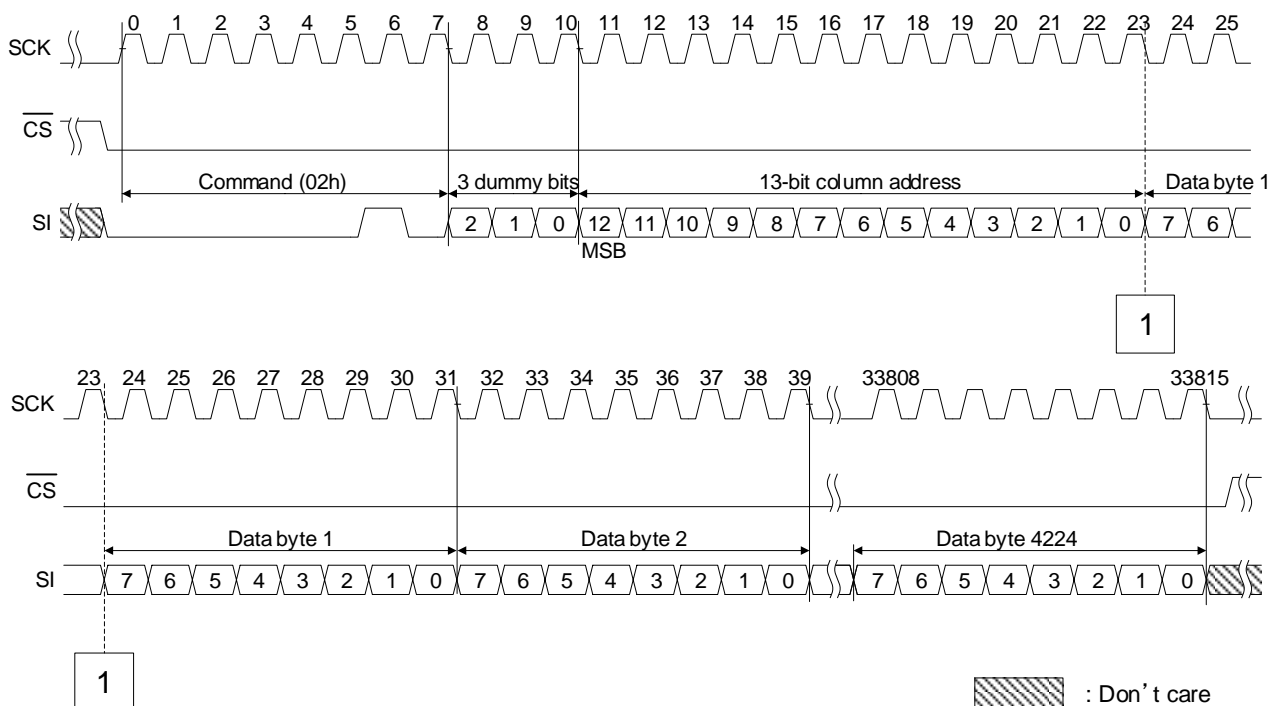 0 1 2 3 4 5 6 7 8 9 10 11 12 13 14 15 16 17 18 19 20 21 22 23 24 25
SCK
CS
Command (02h) 3 dummy bits 13-bit column address Data byte 1
SI 2 1 0 12 11 10 9 8 7 6 5 4 3 2 1 0 7 6
MSB
1
23 24 25 26 27 28 29 30 31 32 33 34 35 36 37 38 39 33808 33815
SCK
CS
Data byte 1 Data byte 2 Data byte 4224
SI 7 6 5 4 3 2 1 0 7 6 5 4 3 2 1 0 7 6 5 4 3 2 1 0
1
: Don’t care